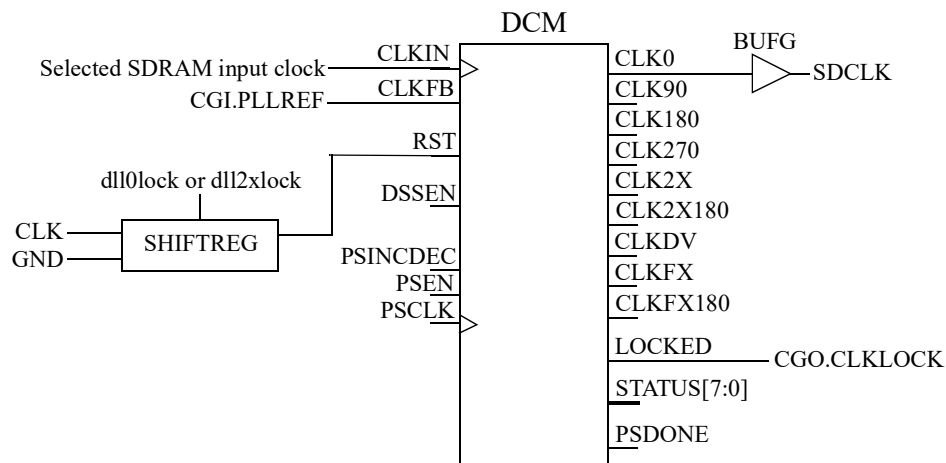 DCM
BUFG
CLKIN
CLK0
Selected SDRAM input clock
SDCLK
CLKFB
CLK90
CGI.PLLREF
CLK180
RST
CLK270
dll0lock or dll2xlock
CLK2X
DSSEN
CLK2X180
CLK
SHIFTREG
CLKDV
GND
PSINCDEC
CLKFX
PSEN
CLKFX180
PSCLK
LOCKED
CGO.CLKLOCK
STATUS[7:0]
PSDONE